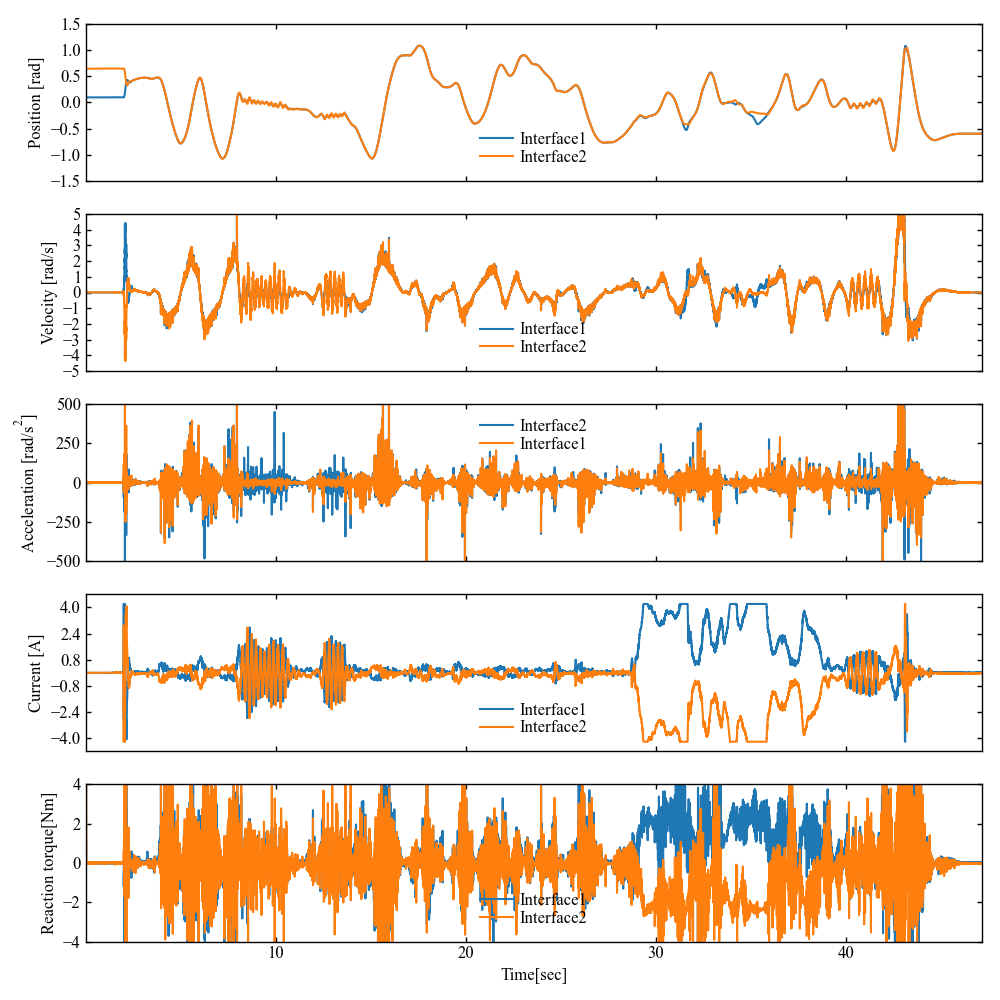 Position [rad]
1.5
1.0
0.5
0.0
−0.5
−1.0
−1.5
Interface1
Interface2
Velocity [rad/s]
5
4
3
2
1
0
−1
−2
−3
−4
−5
Interface1
Interface2
Acceleration [rad/s²]
500
250
0
−250
−500
Interface2
Interface1
Current [A]
4.0
2.4
0.8
−0.8
−2.4
−4.0
Interface1
Interface2
Reaction torque[Nm]
4
2
0
−2
−4
Interface1
Interface2
10 20 30 40
Time[sec]